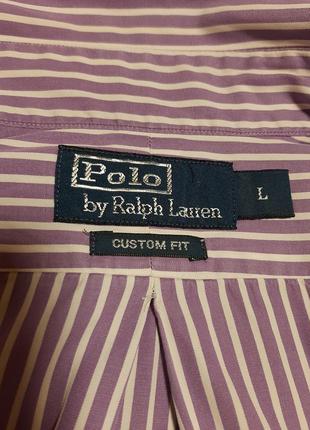 Polo
by Ralph Lauren
L
CUSTOM FIT